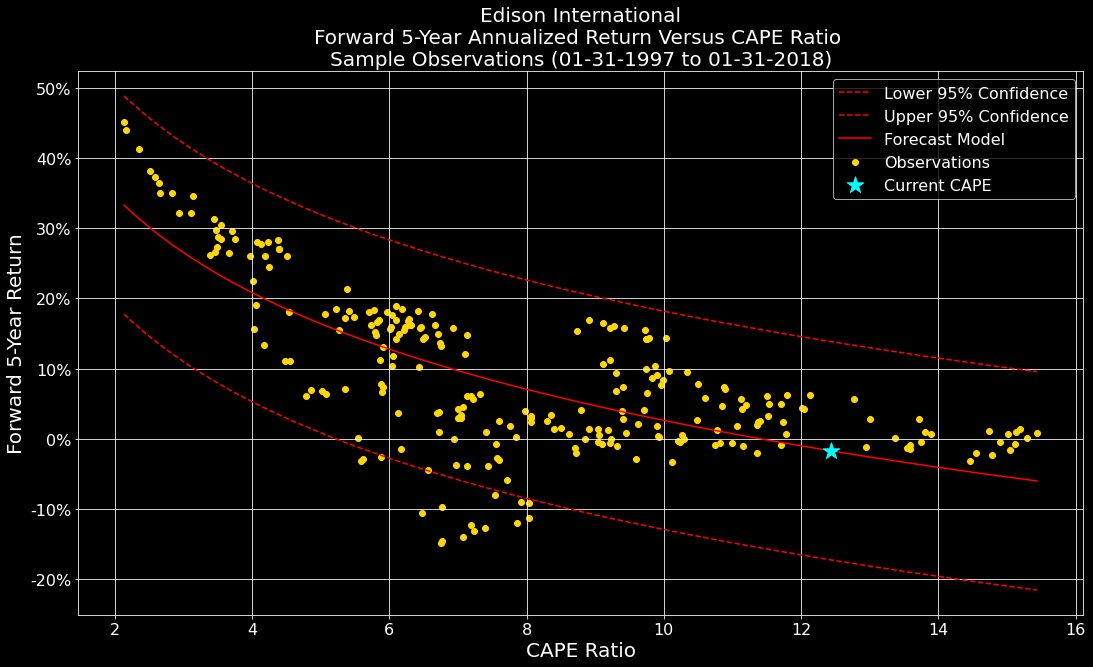 Edison International
Forward 5-Year Annualized Return Versus CAPE Ratio
Sample Observations (01-31-1997 to 01-31-2018)
Lower 95% Confidence
Upper 95% Confidence
Forecast Model
Observations
Current CAPE
Forward 5-Year Return
50%
40%
30%
20%
10%
0%
-10%
-20%
2 4 6 8 10 12 14 16
CAPE Ratio